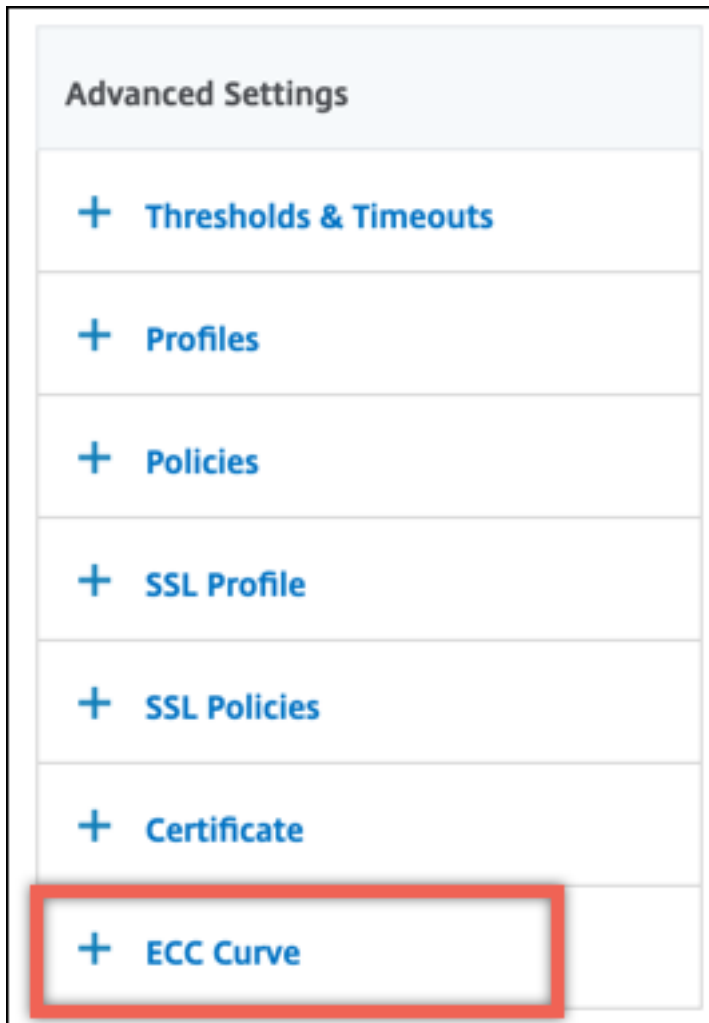 Advanced Settings
+ Thresholds & Timeouts
+ Profiles
+ Policies
+ SSL Profile
+ SSL Policies
+ Certificate
+ ECC Curve